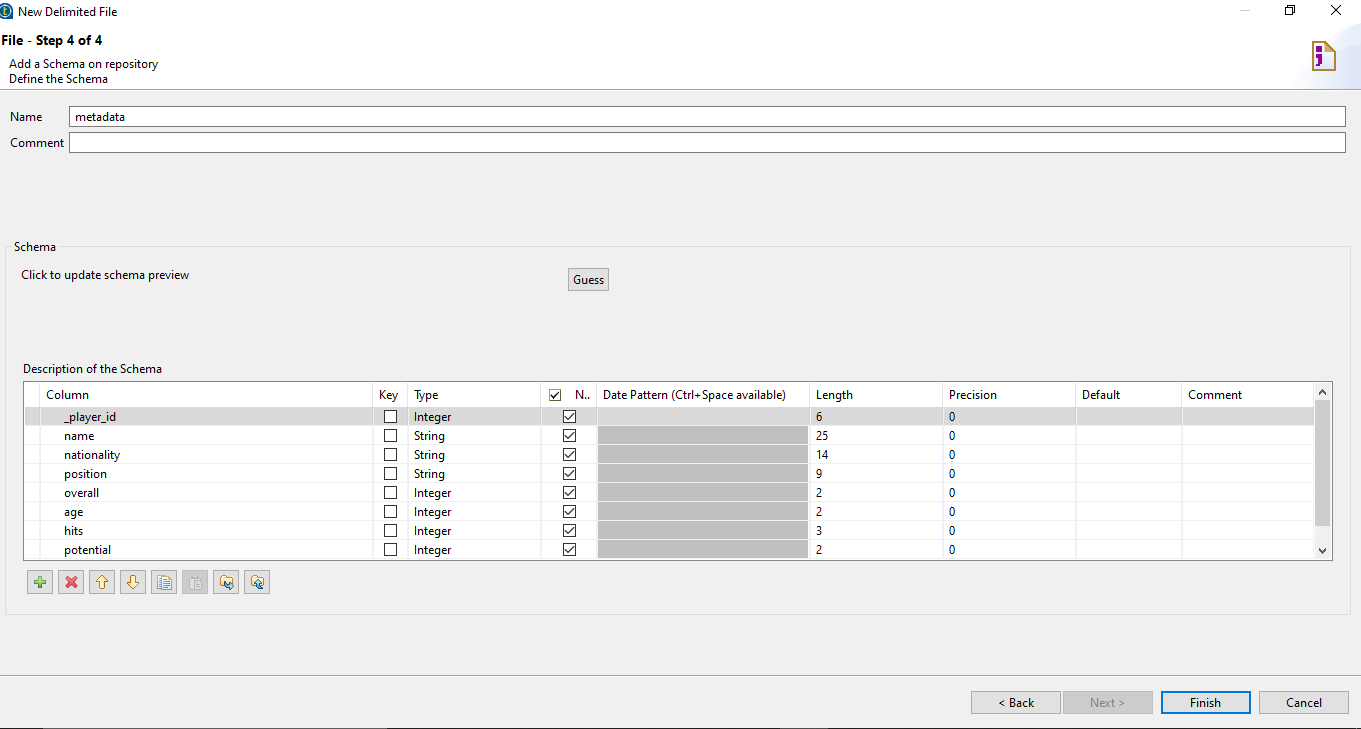 New Delimited File
File - Step 4 of 4
Add a Schema on repository
Define the Schema
Name metadata
Comment
Schema
Click to update schema preview Guess
Description of the Schema
Column Key Type N.. Date Pattern (Ctrl+Space available) Length Precision Default Comment
_player_id Integer 6 0
name String 25 0
nationality String 14 0
position String 9 0
overall Integer 2 0
age Integer 2 0
hits Integer 3 0
potential Integer 2 0
< Back Next > Finish Cancel